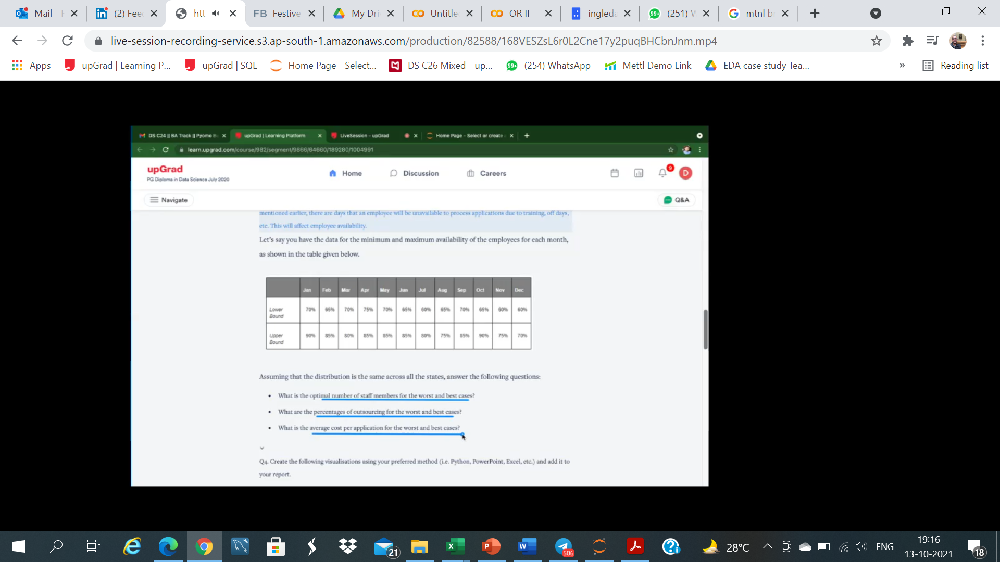 Mail -
(2) Fee
htt
FB Festive
My Dri
Untitle
OR II -
ingleda
99+ (251) W
mtnl b
live-session-recording-service.s3.ap-south-1.amazonaws.com/production/82588/168VESZsL6r0L2Cne17y2puqBHCbnJnm.mp4
Apps
upGrad | Learning P...
upGrad | SQL
Home Page - Select...
DS C26 Mixed - up...
99+ (254) WhatsApp
Mettl Demo Link
EDA case study Tea...
»
Reading list
DS C24 || BA Track || Pyomo B
upGrad | Learning Platform
LiveSession - upGrad
Home Page - Select or create
learn.upgrad.com/course/982/segment/9866/64660/189280/1004991
upGrad
PG Diploma in Data Science July 2020
Home
Discussion
Careers
9
D
Navigate
Q&A
mentioned earlier, there are days that an employee will be unavailable to process applications due to training, off days,
etc. This will affect employee availability.
Let's say you have the data for the minimum and maximum availability of the employees for each month,
as shown in the table given below.
Jan Feb Mar Apr May Jun Jul Aug Sep Oct Nov Dec
Lower Bound 70% 65% 70% 75% 70% 65% 60% 65% 70% 65% 60% 60%
Upper Bound 90% 85% 80% 85% 85% 85% 80% 75% 85% 90% 75% 70%
Assuming that the distribution is the same across all the states, answer the following questions:
• What is the optimal number of staff members for the worst and best cases?
• What are the percentages of outsourcing for the worst and best cases?
• What is the average cost per application for the worst and best cases?
Q4. Create the following visualisations using your preferred method (i.e. Python, PowerPoint, Excel, etc.) and add it to
your report.
21
506
28°C
ENG
19:16
13-10-2021
18